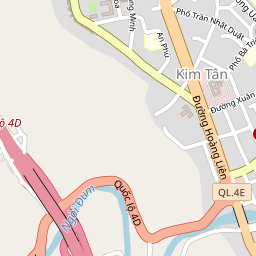 Minh
An Phú
Phố Trần Nhật Duật
Kim Tân
Đường Xuân
Đường Hoàng Liên
4D
Ngòi Đum
Quốc lộ 4D
QL.4E